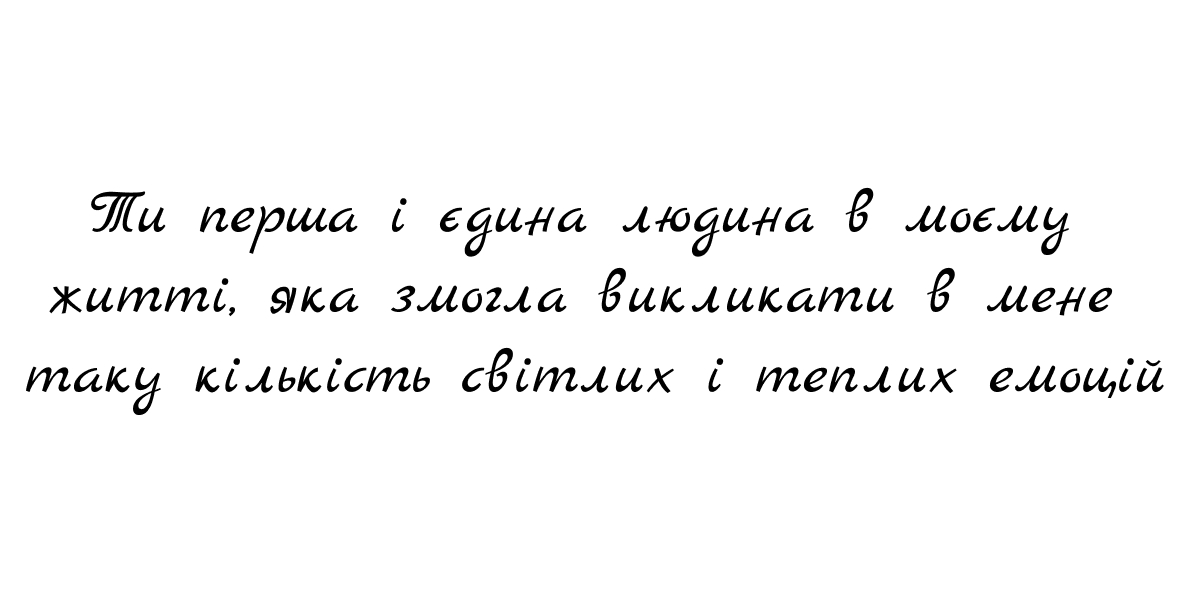 Ти перша і єдина людина в моєму
житті, яка змогла викликати в мене
таку кількість світлих і теплих емоцій